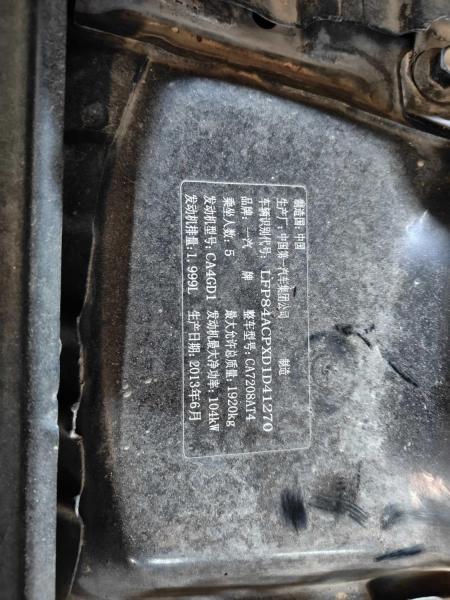 制造国：中国
生产厂：中国第一汽车集团公司 制造
车辆识别代号：LFP84ACPXD1D41270
品牌：一汽 牌 整车型号：CA7208AT4
乘坐人数：5 最大允许总质量：1920kg
发动机型号：CA4GD1 发动机最大净功率：104kW
发动机排量：1.999L 生产日期：2013年6月